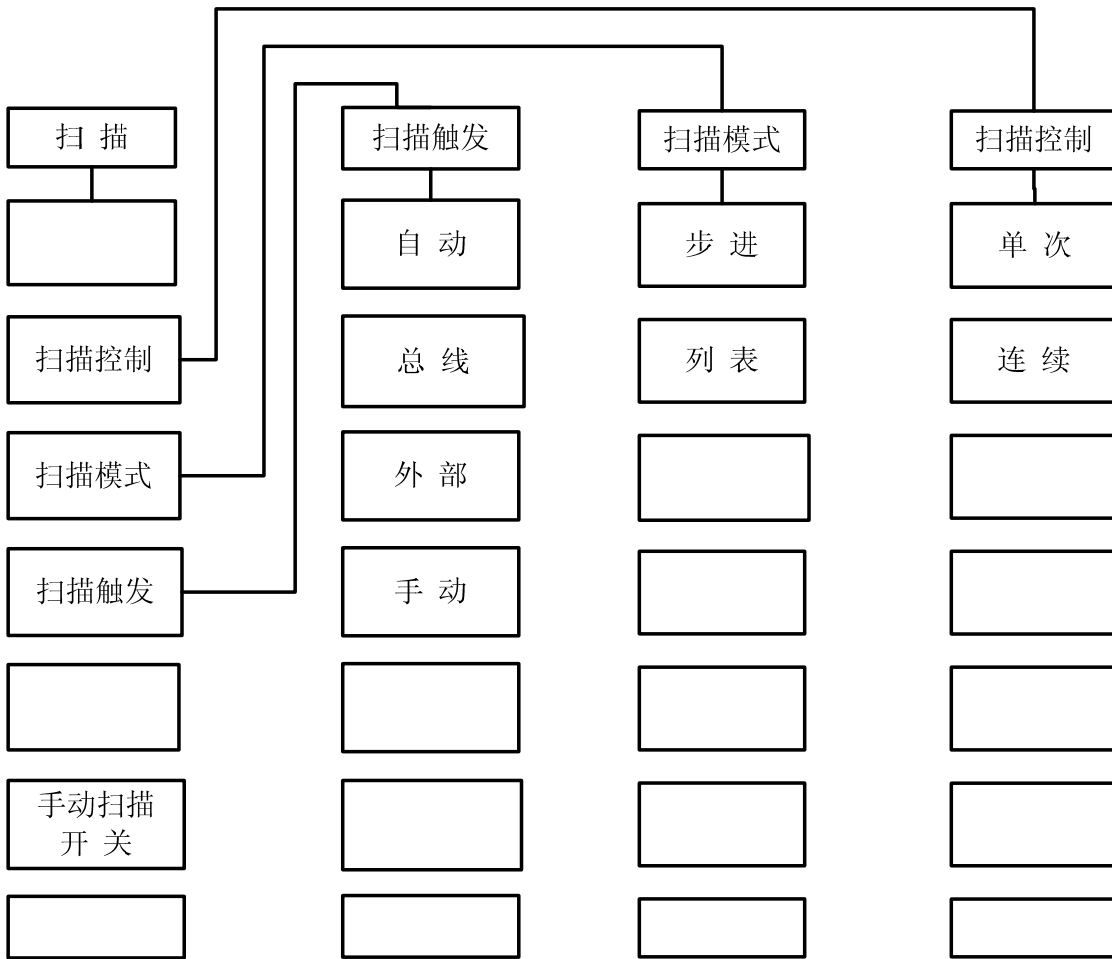 扫 描
扫描控制
扫描模式
扫描触发
手动扫描
开 关
扫描触发
自 动
总 线
外 部
手 动
扫描模式
步 进
列 表
扫描控制
单 次
连 续